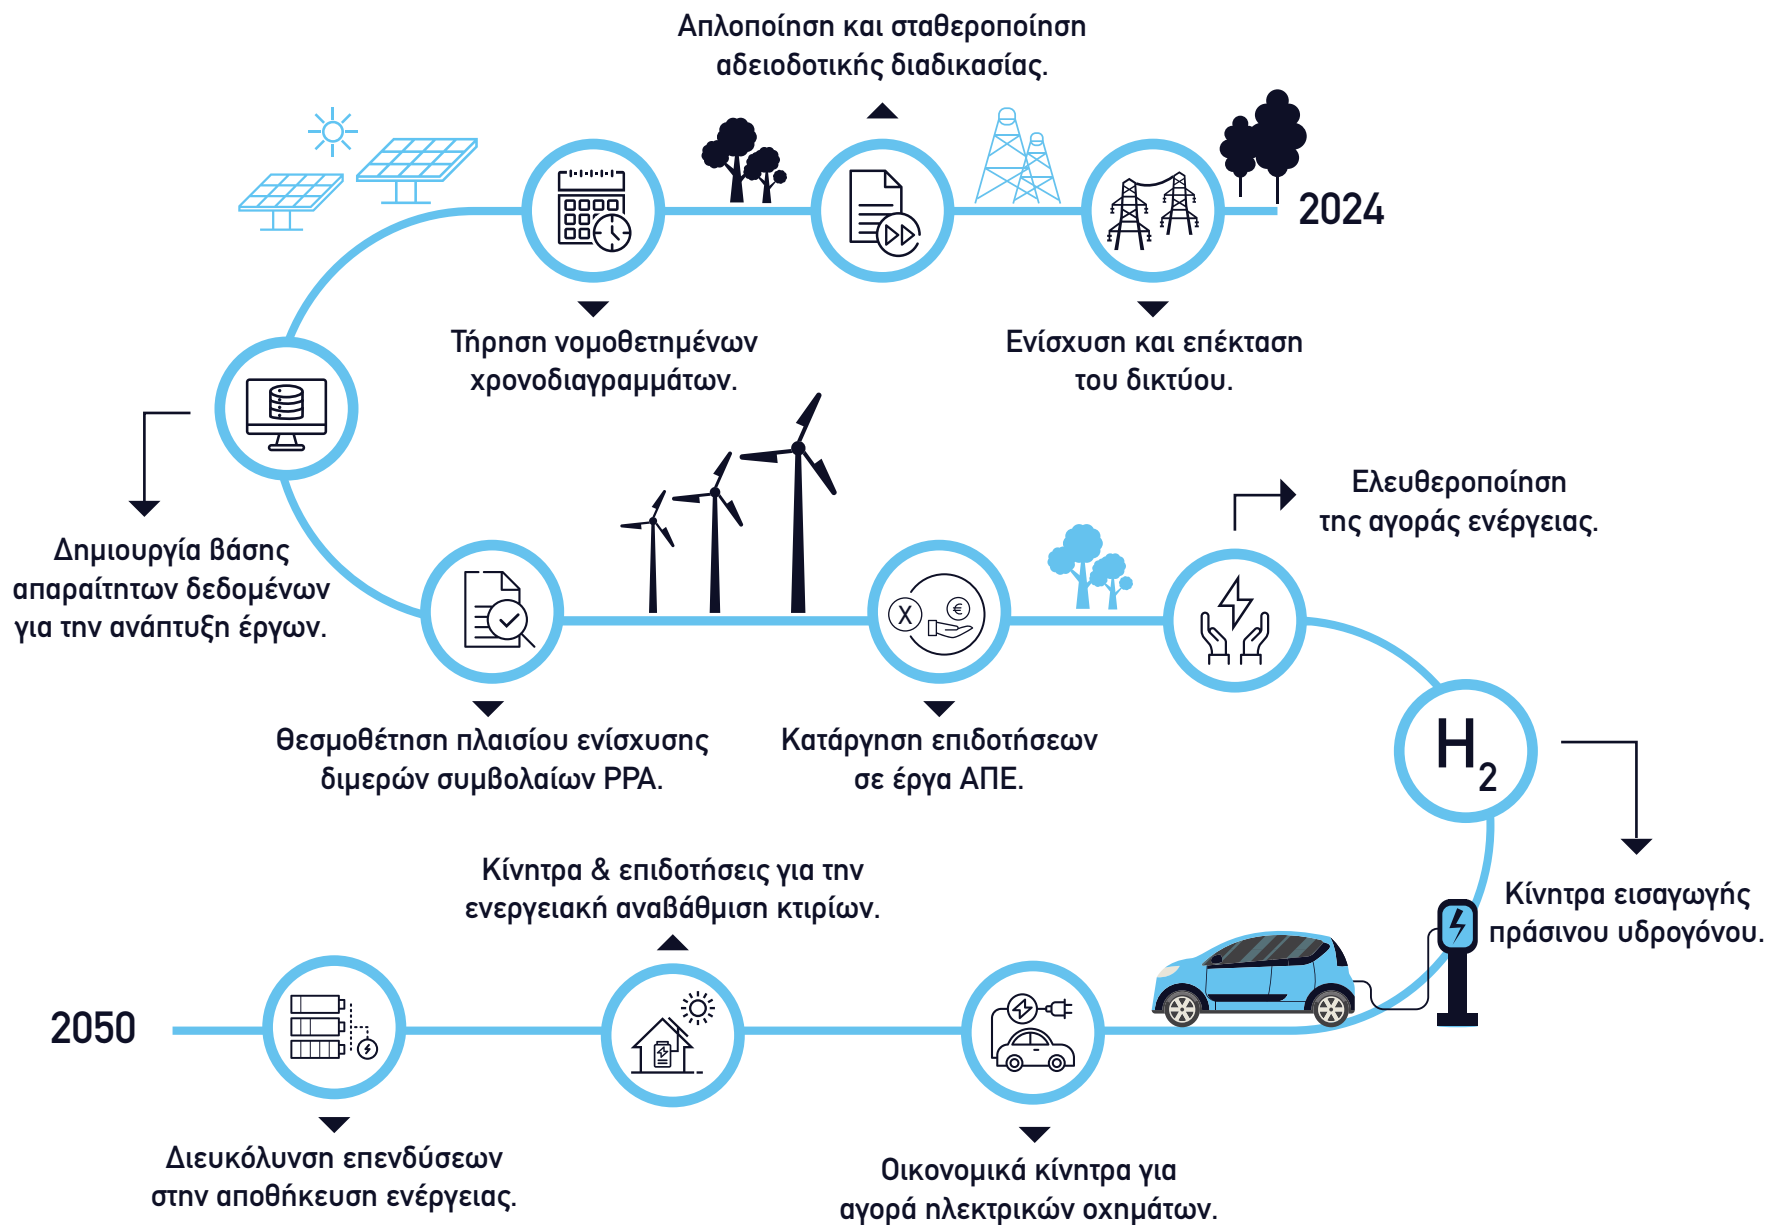 Απλοποίηση και σταθεροποίηση
αδειοδοτικής διαδικασίας.
2024
Τήρηση νομοθετημένων
χρονοδιαγραμμάτων.
Ενίσχυση και επέκταση
του δικτύου.
Ελευθεροποίηση
της αγοράς ενέργειας.
Δημιουργία βάσης
απαραίτητων δεδομένων
για την ανάπτυξη έργων.
X
€
Θεσμοθέτηση πλαισίου ενίσχυσης
διμερών συμβολαίων PPA.
Κατάργηση επιδοτήσεων
σε έργα ΑΠΕ.
H2
Κίνητρα & επιδοτήσεις για την
ενεργειακή αναβάθμιση κτιρίων.
Κίνητρα εισαγωγής
πράσινου υδρογόνου.
2050
Διευκόλυνση επενδύσεων
στην αποθήκευση ενέργειας.
Οικονομικά κίνητρα για
αγορά ηλεκτρικών οχημάτων.